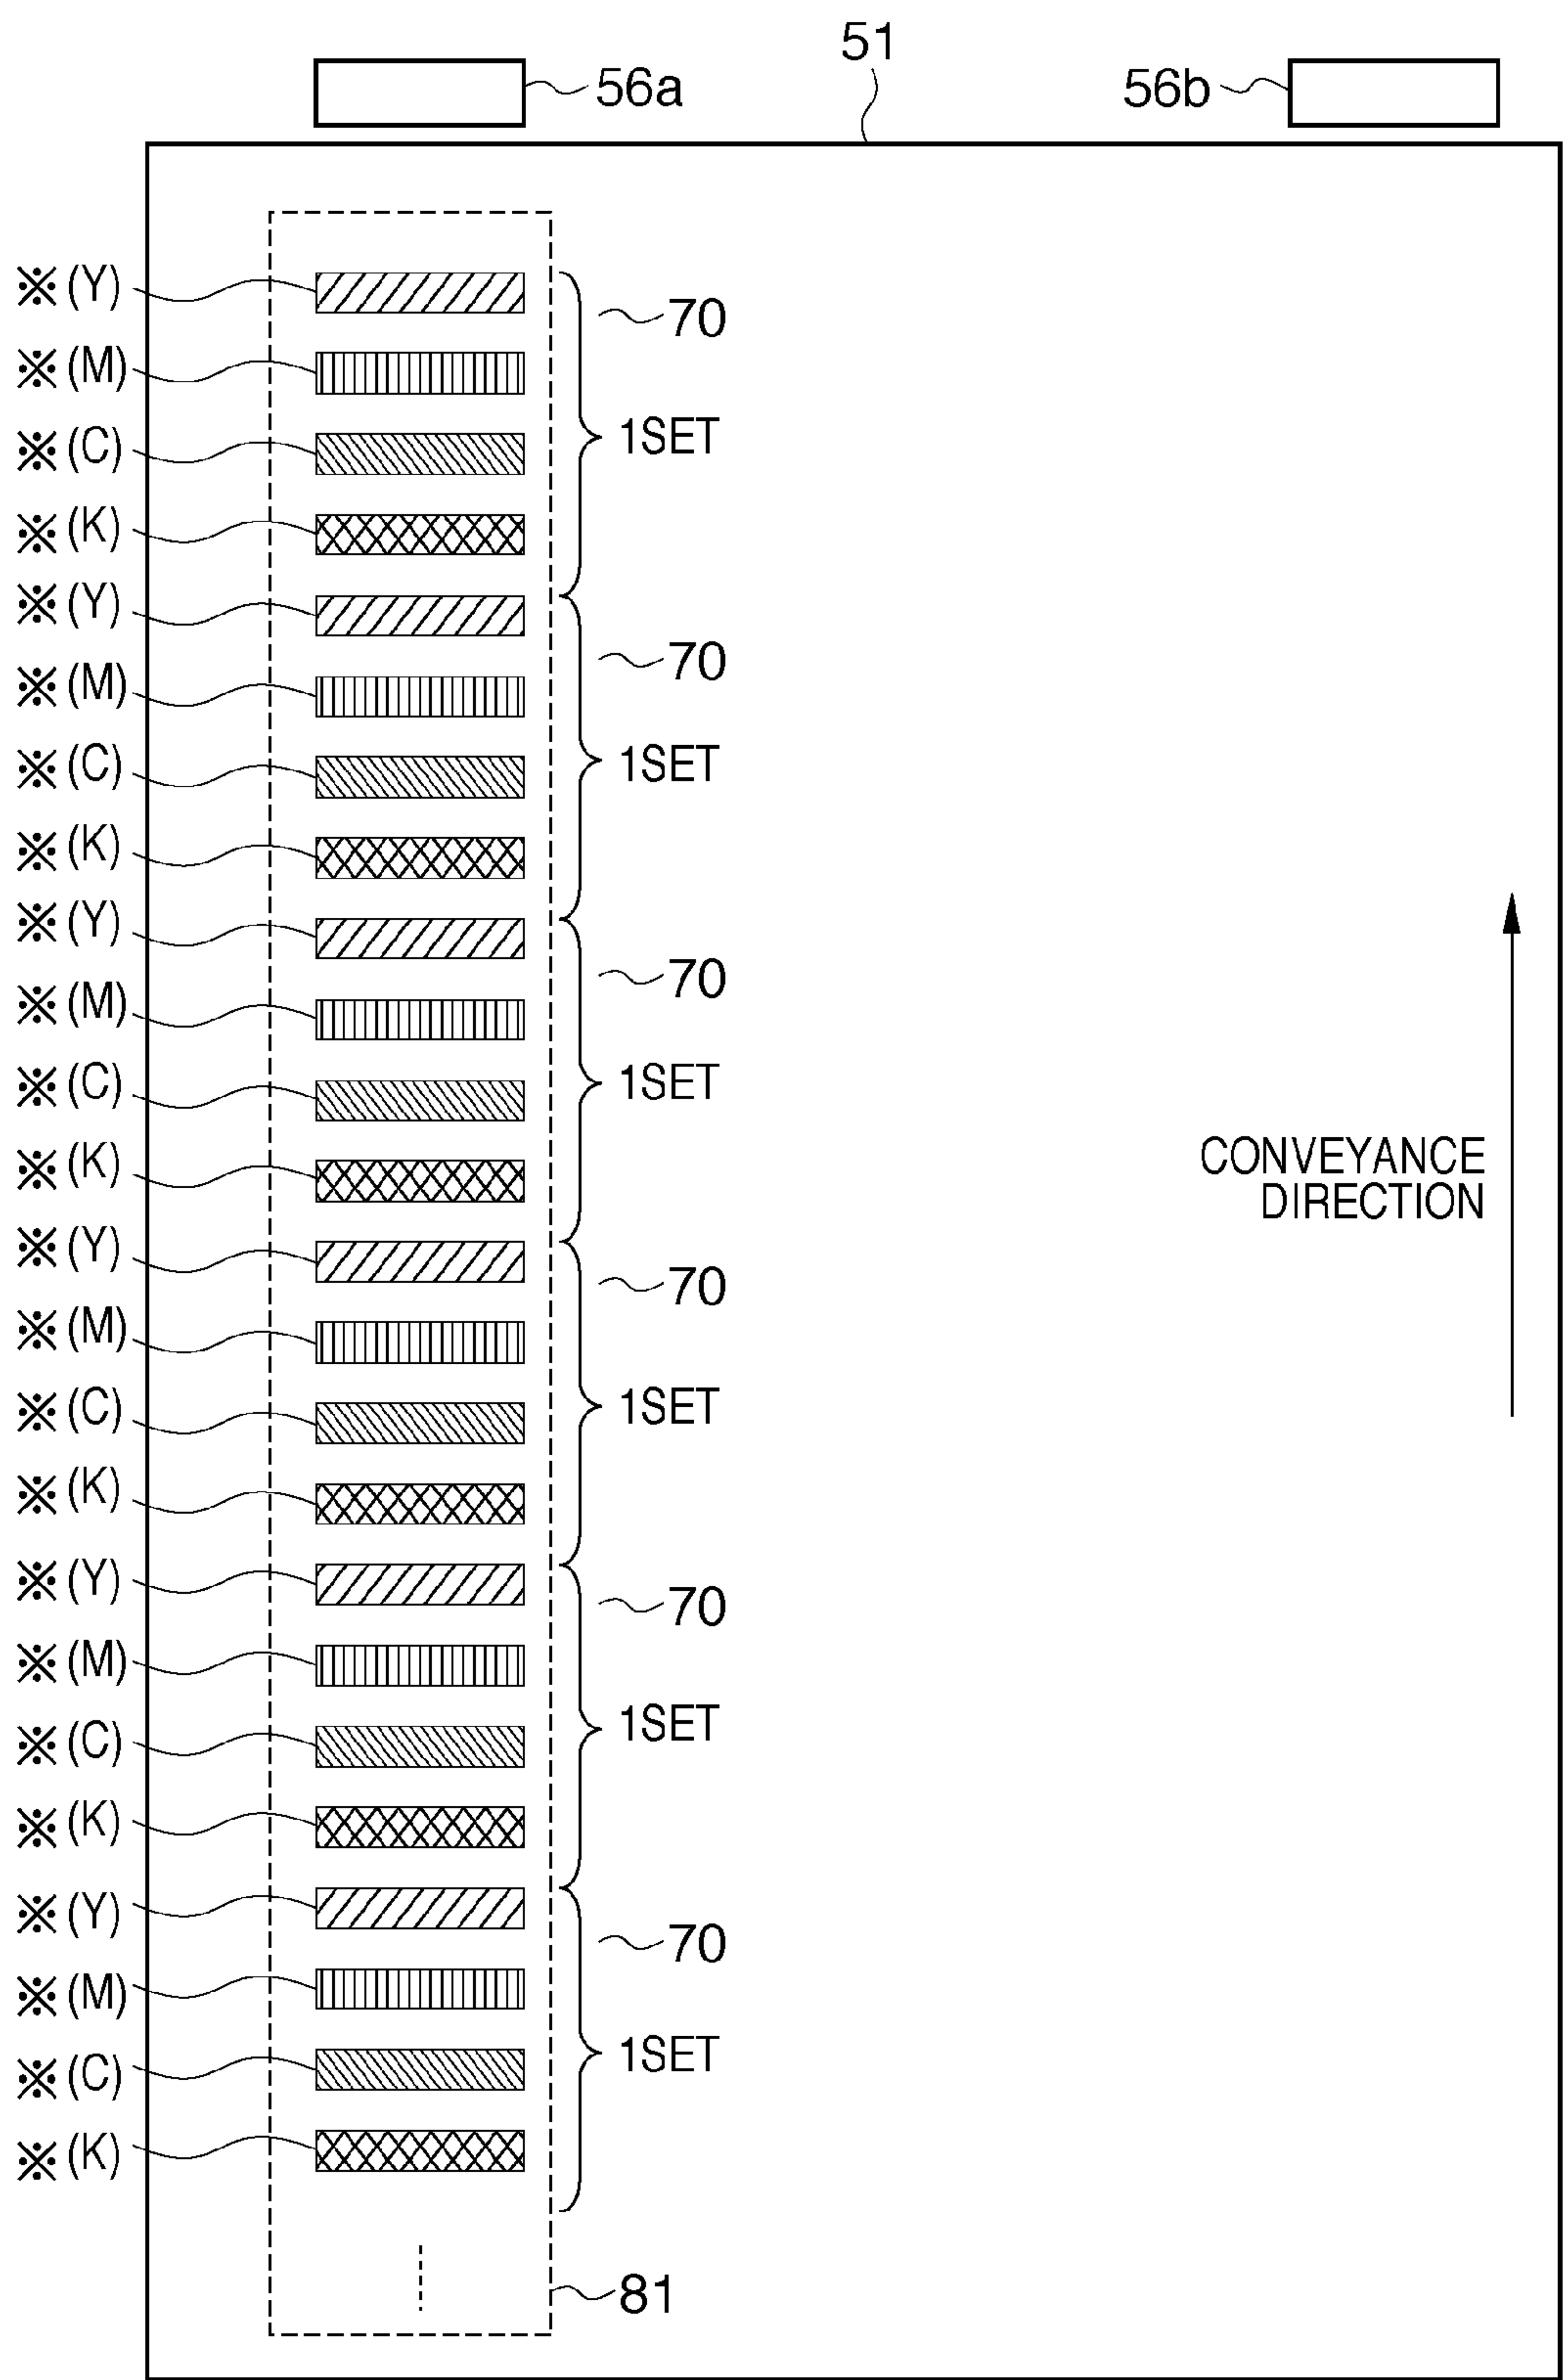 51
56a
56b
※(Y)
70
※(M)
1SET
※(C)
※(K)
※(Y)
70
※(M)
1SET
※(C)
※(K)
※(Y)
70
※(M)
1SET
※(C)
※(K)
CONVEYANCE
DIRECTION
※(Y)
70
※(M)
1SET
※(C)
※(K)
※(Y)
70
※(M)
1SET
※(C)
※(K)
※(Y)
70
※(M)
1SET
※(C)
※(K)
81